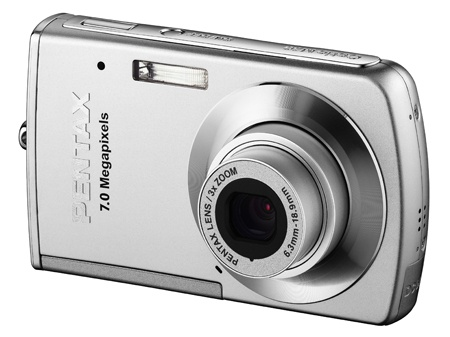 PENTAX
7.0 Megapixels
PENTAX LENS / 3x ZOOM
6.3mm-18.9mm